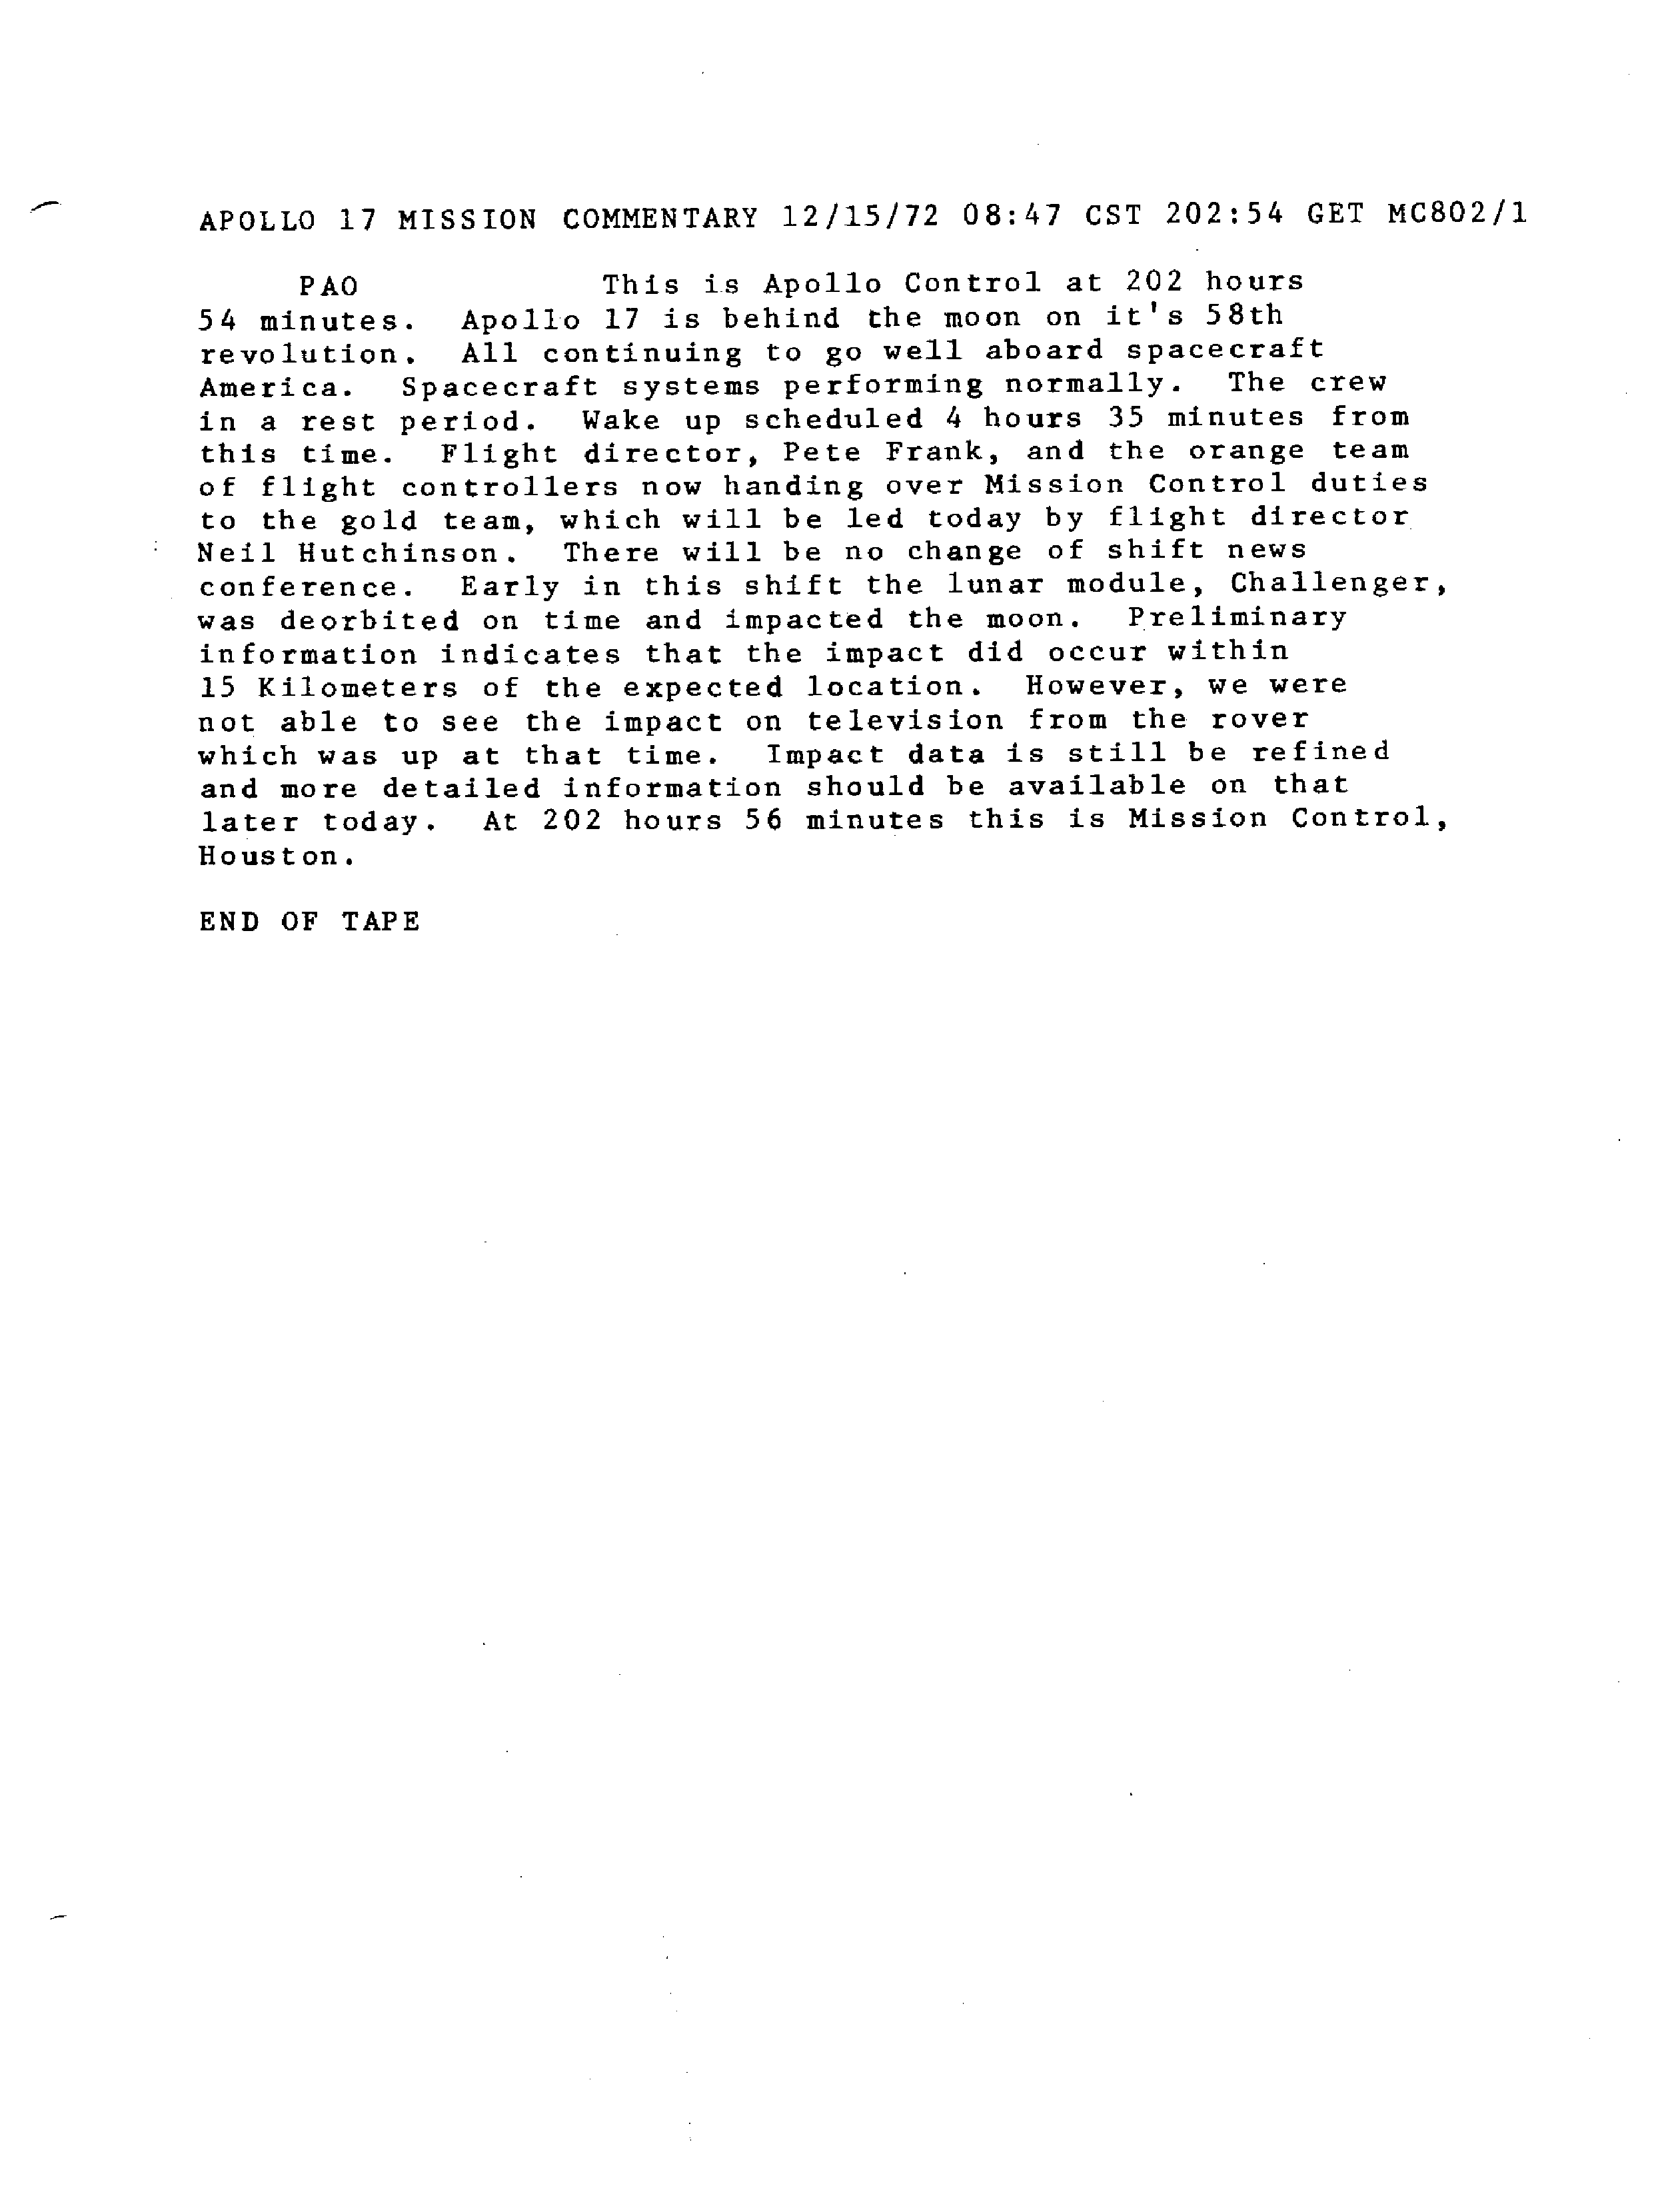 APOLLO 17 MISSION COMMENTARY 12/15/72 08:47 CST 202:54 GET MC802/1
PAO This is Apollo Control at 202 hours
54 minutes. Apollo 17 is behind the moon on it's 58th
revolution. All continuing to go well aboard spacecraft
America. Spacecraft systems performing normally. The crew
in a rest period. Wake up scheduled 4 hours 35 minutes from
this time. Flight director, Pete Frank, and the orange team
of flight controllers now handing over Mission Control duties
to the gold team, which will be led today by flight director
Neil Hutchinson. There will be no change of shift news
conference. Early in this shift the lunar module, Challenger,
was deorbited on time and impacted the moon. Preliminary
information indicates that the impact did occur within
15 Kilometers of the expected location. However, we were
not able to see the impact on television from the rover
which was up at that time. Impact data is still be refined
and more detailed information should be available on that
later today. At 202 hours 56 minutes this is Mission Control,
Houston.
END OF TAPE